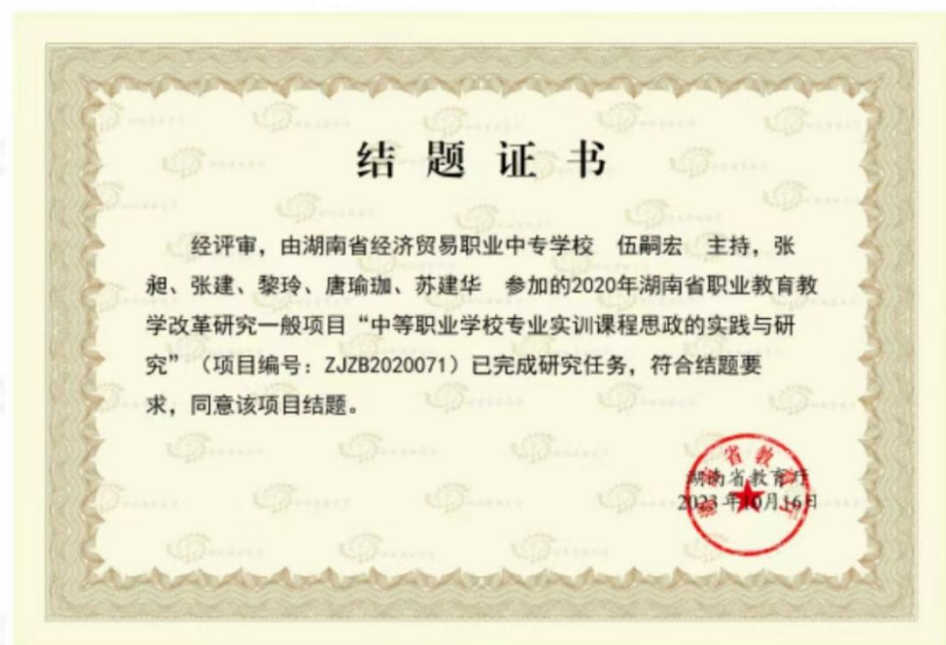 结题证书
经评审，由湖南省经济贸易职业中专学校 伍嗣宏 主持，张
昶、张建、黎玲、唐瑜珈、苏建华 参加的2020年湖南省职业教育教
学改革研究一般项目“中等职业学校专业实训课程思政的实践与研
究”（项目编号：ZJZB2020071）已完成研究任务，符合结题要
求，同意该项目结题。
湖南省教育厅
2023年10月16日